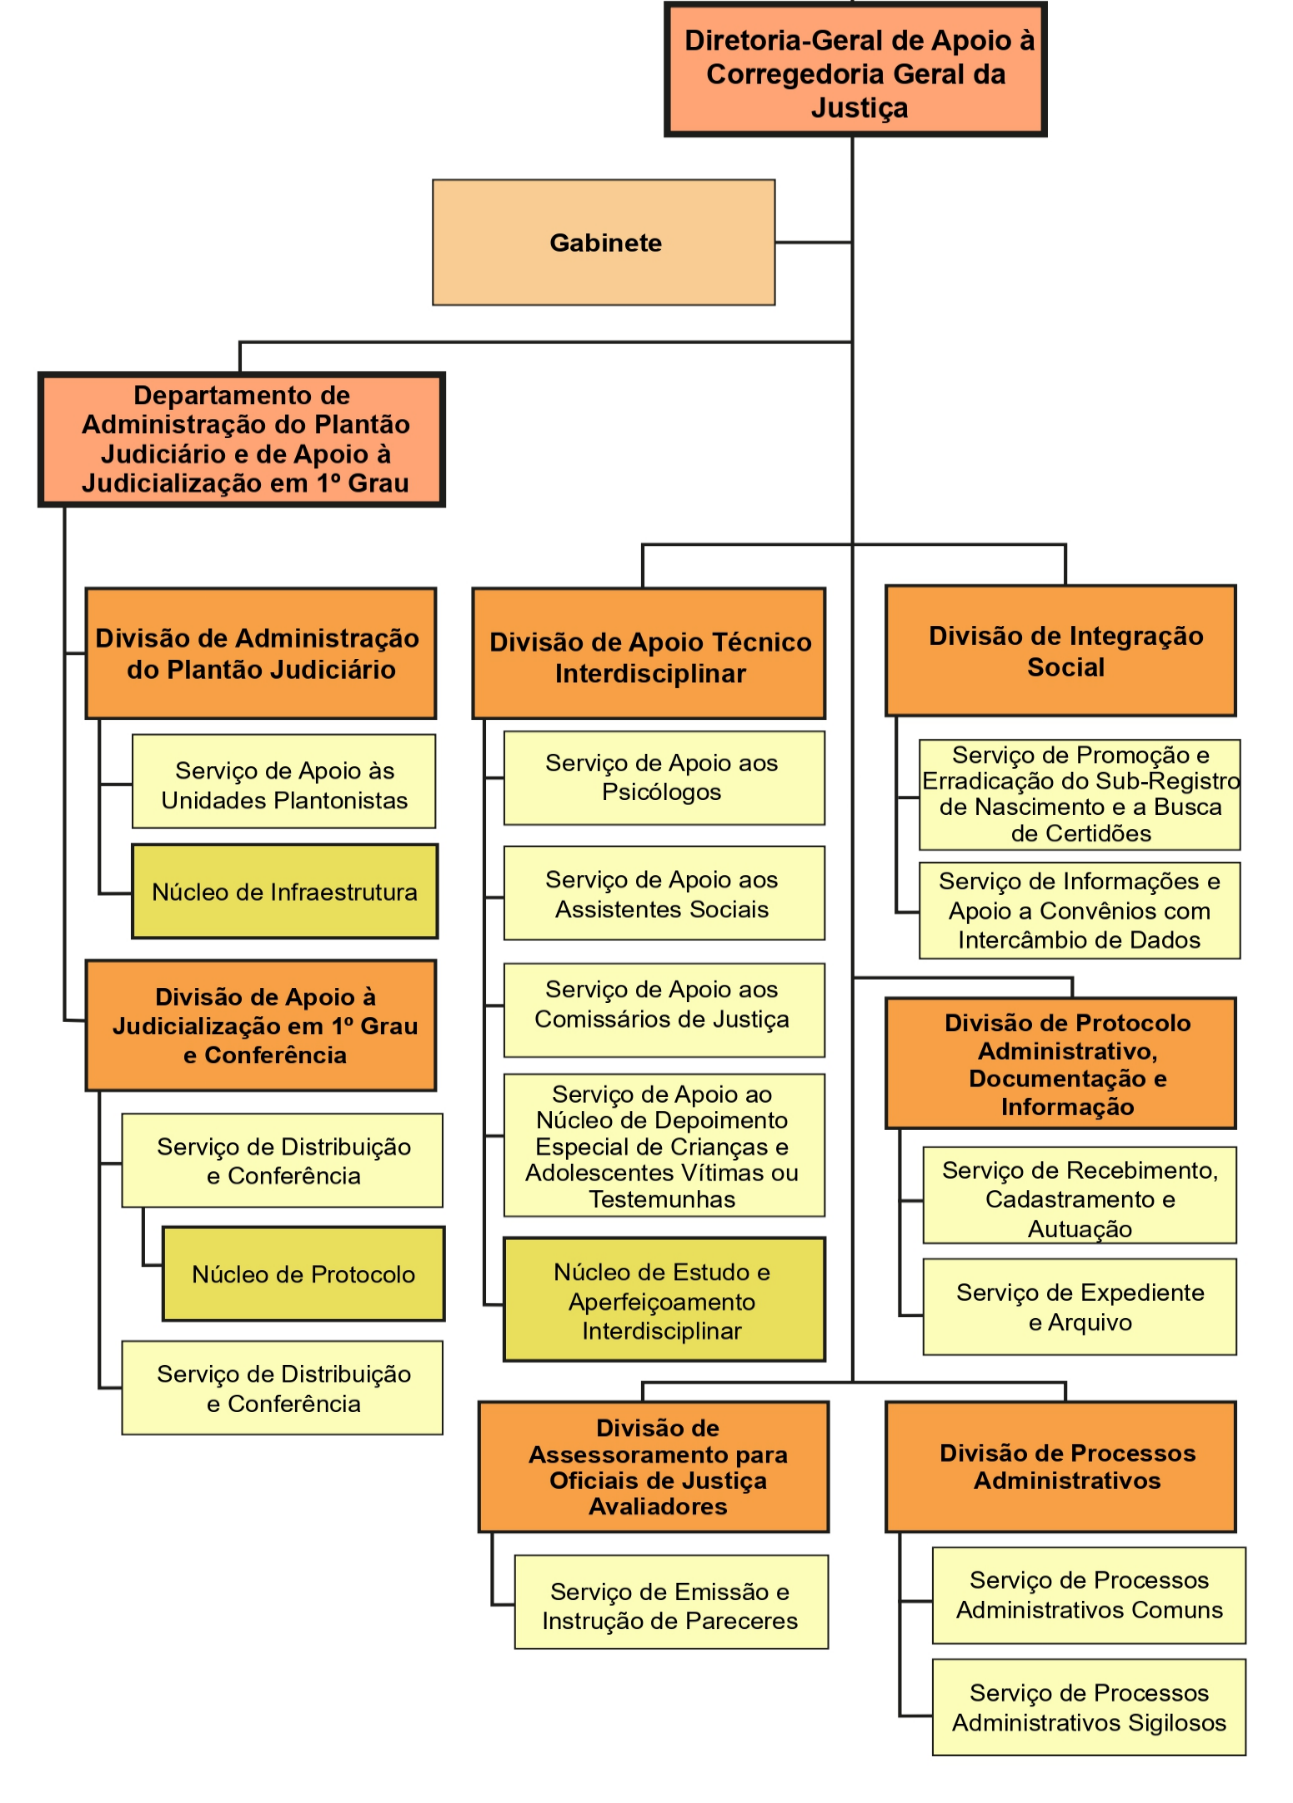 Diretoria-Geral de Apoio à
Corregedoria Geral da
Justiça
Gabinete
Departamento de
Administração do Plantão
Judiciário e de Apoio à
Judicialização em 1º Grau
Divisão de Administração
do Plantão Judiciário
Serviço de Apoio às
Unidades Plantonistas
Núcleo de Infraestrutura
Divisão de Apoio à
Judicialização em 1º Grau
e Conferência
Serviço de Distribuição
e Conferência
Núcleo de Protocolo
Serviço de Distribuição
e Conferência
Divisão de Apoio Técnico
Interdisciplinar
Serviço de Apoio aos
Psicólogos
Serviço de Apoio aos
Assistentes Sociais
Serviço de Apoio aos
Comissários de Justiça
Serviço de Apoio ao
Núcleo de Depoimento
Especial de Crianças e
Adolescentes Vítimas ou
Testemunhas
Núcleo de Estudo e
Aperfeiçoamento
Interdisciplinar
Divisão de Integração
Social
Serviço de Promoção e
Erradicação do Sub-Registro
de Nascimento e a Busca
de Certidões
Serviço de Informações e
Apoio a Convênios com
Intercâmbio de Dados
Divisão de Protocolo
Administrativo,
Documentação e
Informação
Serviço de Recebimento,
Cadastramento e
Autuação
Serviço de Expediente
e Arquivo
Divisão de
Assessoramento para
Oficiais de Justiça
Avaliadores
Serviço de Emissão e
Instrução de Pareceres
Divisão de Processos
Administrativos
Serviço de Processos
Administrativos Comuns
Serviço de Processos
Administrativos Sigilosos